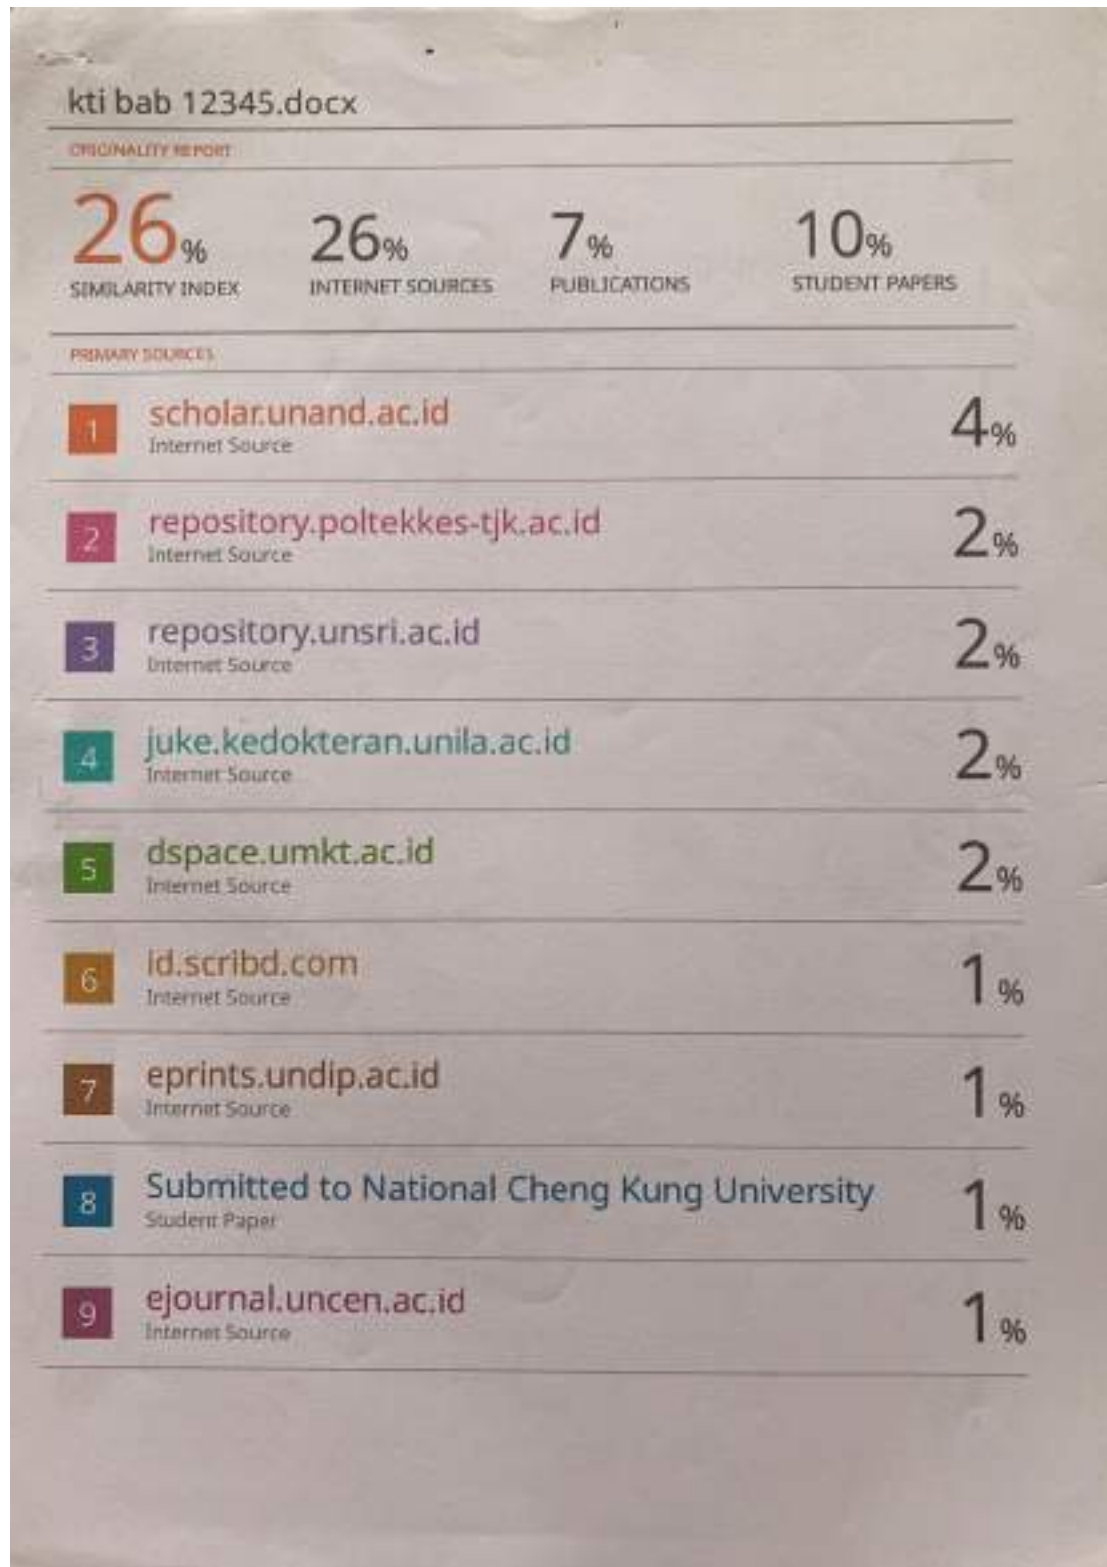 kti bab 12345.docx
ORIGINALITY REPORT
26% 26% 7% 10%
SIMILARITY INDEX INTERNET SOURCES PUBLICATIONS STUDENT PAPERS
PRIMARY SOURCES
1 scholar.unand.ac.id 4%
Internet Source
2 repository.poltekkes-tjk.ac.id 2%
Internet Source
3 repository.unsri.ac.id 2%
Internet Source
4 juke.kedokteran.unila.ac.id 2%
Internet Source
5 dspace.umkt.ac.id 2%
Internet Source
6 id.scribd.com 1%
Internet Source
7 eprints.undip.ac.id 1%
Internet Source
8 Submitted to National Cheng Kung University 1%
Student Paper
9 ejournal.uncen.ac.id 1%
Internet Source